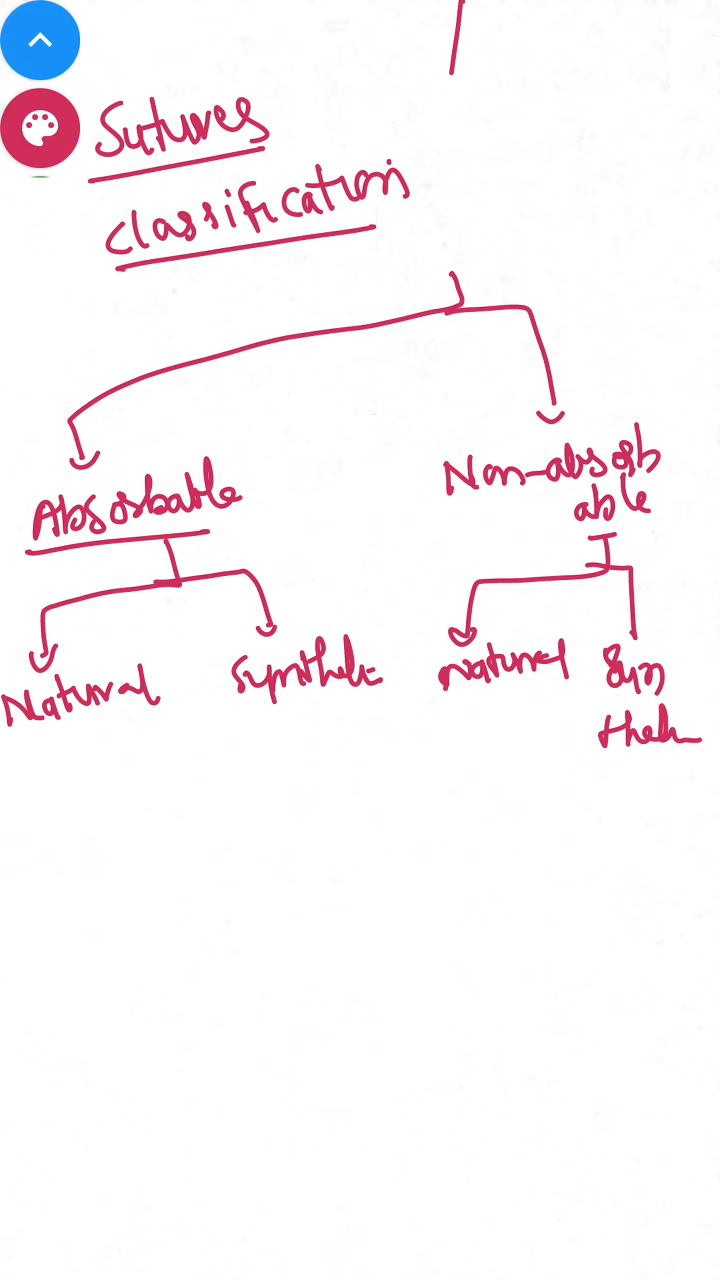 Sutures
classification
Absorbable
Non-absorb
able
Natural
Synthetic
Natural
Syn
thetic